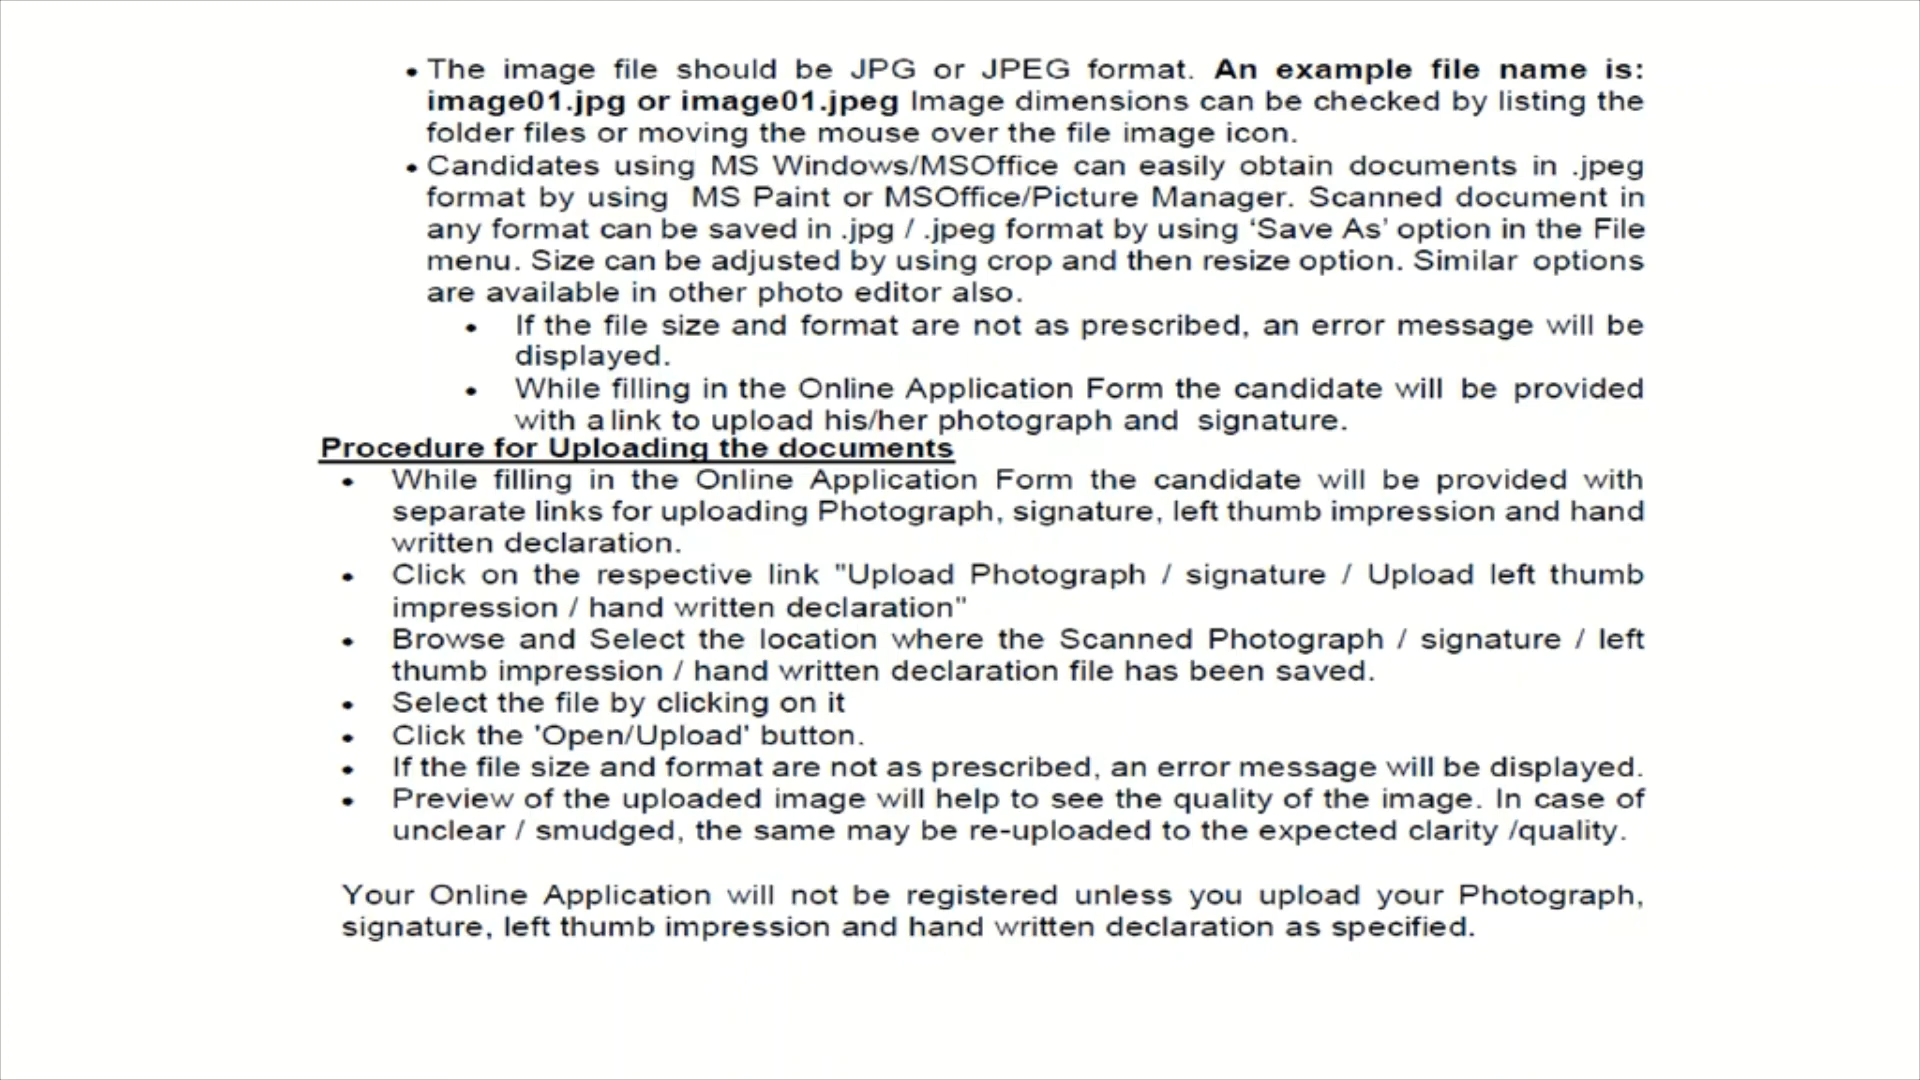 • The image file should be JPG or JPEG format. An example file name is:
image01.jpg or image01.jpeg Image dimensions can be checked by listing the
folder files or moving the mouse over the file image icon.
• Candidates using MS Windows/MSOffice can easily obtain documents in .jpeg
format by using MS Paint or MSOffice/Picture Manager. Scanned document in
any format can be saved in .jpg / .jpeg format by using ‘Save As’ option in the File
menu. Size can be adjusted by using crop and then resize option. Similar options
are available in other photo editor also.
• If the file size and format are not as prescribed, an error message will be
displayed.
• While filling in the Online Application Form the candidate will be provided
with a link to upload his/her photograph and signature.
Procedure for Uploading the documents
• While filling in the Online Application Form the candidate will be provided with
separate links for uploading Photograph, signature, left thumb impression and hand
written declaration.
• Click on the respective link "Upload Photograph / signature / Upload left thumb
impression / hand written declaration"
• Browse and Select the location where the Scanned Photograph / signature / left
thumb impression / hand written declaration file has been saved.
• Select the file by clicking on it
• Click the 'Open/Upload' button.
• If the file size and format are not as prescribed, an error message will be displayed.
• Preview of the uploaded image will help to see the quality of the image. In case of
unclear / smudged, the same may be re-uploaded to the expected clarity /quality.
Your Online Application will not be registered unless you upload your Photograph,
signature, left thumb impression and hand written declaration as specified.